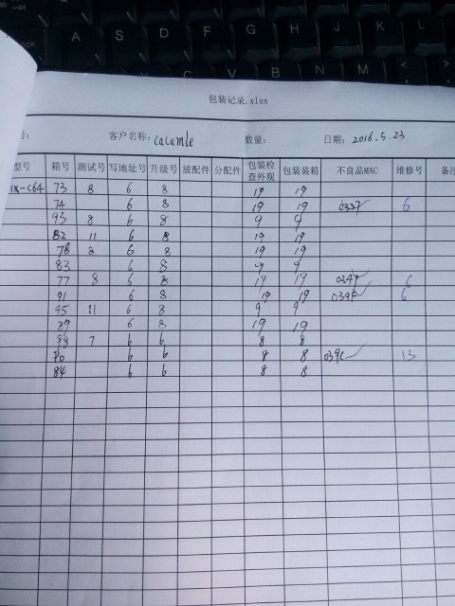 A S D F G H J K
C V B N M
包装记录.xlsx
客户名称: 数量: 日期: 2016.5.23
型号 箱号 测试号 写地址号 升级号 放配件 分配件 包装检查外观 包装装箱 不良品MAC 维修号 备注
73 8 6 8 19 19
74 6 8 19 19 0337 6
93 8 6 8 9 9
82 11 6 8 19 19
78 8 6 8 19 19
83 6 8 9 9
77 8 6 8 19 19 6
91 6 8 19 19 6
95 11 6 8 9 9
6 8 19 19
7 6 6 8 8
6 6 8 8 13
84 6 6 8 8